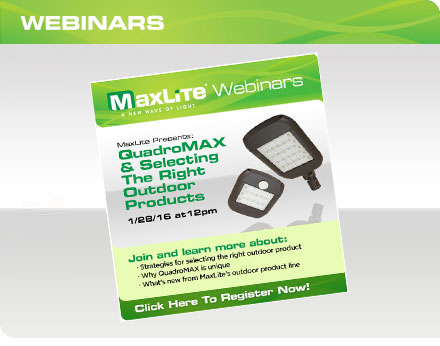 WEBINARS
MaxLite® Webinars
A NEW WAVE OF LIGHT
MaxLite Presents:
QuadroMAX
& Selecting
The Right
Outdoor
Products
1/28/16 at 12pm
Join and learn more about:
· Strategies for selecting the right outdoor product
· Why QuadroMAX is unique
· What's new from MaxLite's outdoor product line
Click Here To Register Now!